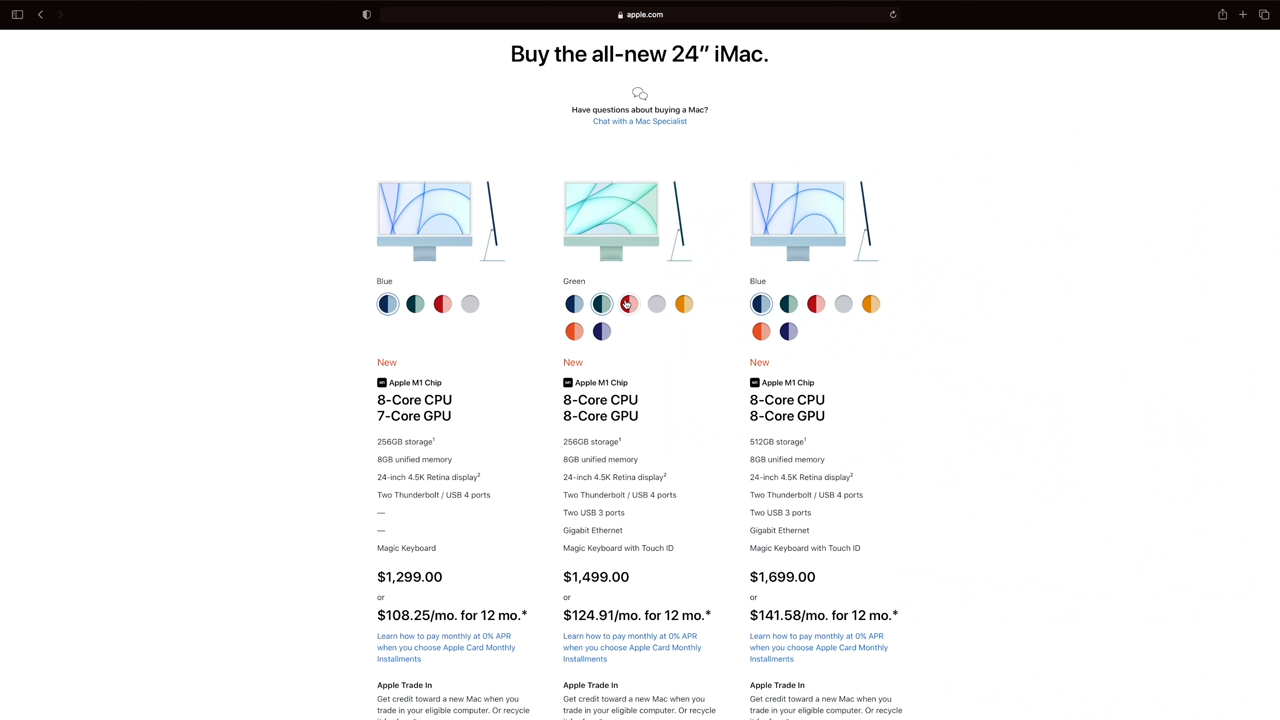 apple.com
Buy the all-new 24″ iMac.
Have questions about buying a Mac?
Chat with a Mac Specialist
Blue
New
Apple M1 Chip
8-Core CPU
7-Core GPU
256GB storage¹
8GB unified memory
24-inch 4.5K Retina display²
Two Thunderbolt / USB 4 ports
—
—
Magic Keyboard
$1,299.00
or
$108.25/mo. for 12 mo.*
Learn how to pay monthly at 0% APR
when you choose Apple Card Monthly
Installments
Apple Trade In
Get credit toward a new Mac when you
trade in your eligible computer. Or recycle
Green
New
Apple M1 Chip
8-Core CPU
8-Core GPU
256GB storage¹
8GB unified memory
24-inch 4.5K Retina display²
Two Thunderbolt / USB 4 ports
Two USB 3 ports
Gigabit Ethernet
Magic Keyboard with Touch ID
$1,499.00
or
$124.91/mo. for 12 mo.*
Learn how to pay monthly at 0% APR
when you choose Apple Card Monthly
Installments
Apple Trade In
Get credit toward a new Mac when you
trade in your eligible computer. Or recycle
Blue
New
Apple M1 Chip
8-Core CPU
8-Core GPU
512GB storage¹
8GB unified memory
24-inch 4.5K Retina display²
Two Thunderbolt / USB 4 ports
Two USB 3 ports
Gigabit Ethernet
Magic Keyboard with Touch ID
$1,699.00
or
$141.58/mo. for 12 mo.*
Learn how to pay monthly at 0% APR
when you choose Apple Card Monthly
Installments
Apple Trade In
Get credit toward a new Mac when you
trade in your eligible computer. Or recycle